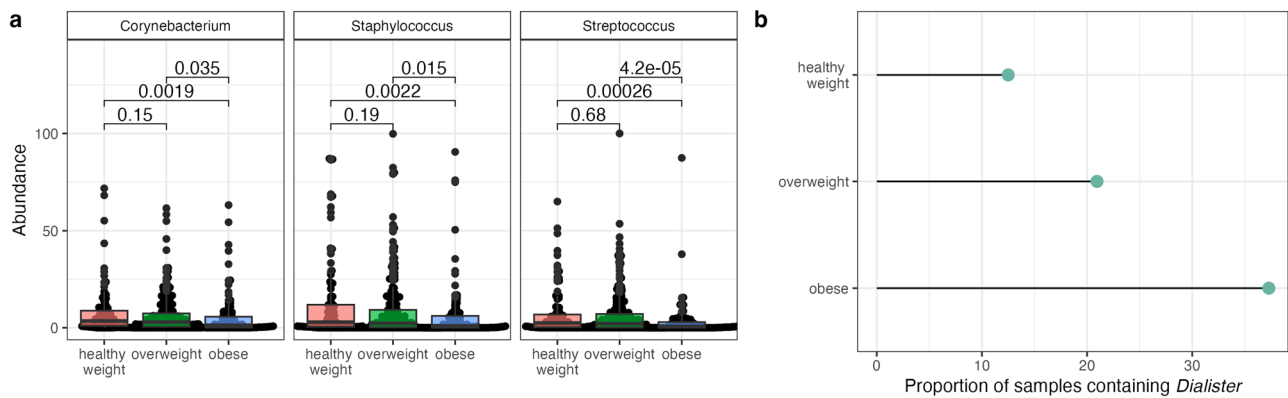 a
Corynebacterium
Staphylococcus
Streptococcus
0.035
0.0019
0.15
0.015
0.0022
0.19
4.2e-05
0.00026
0.68
Abundance
100
50
0
healthy
weight
overweight
obese
healthy
weight
overweight
obese
healthy
weight
overweight
obese
b
healthy
weight
overweight
obese
0
10
20
30
Proportion of samples containing Dialister